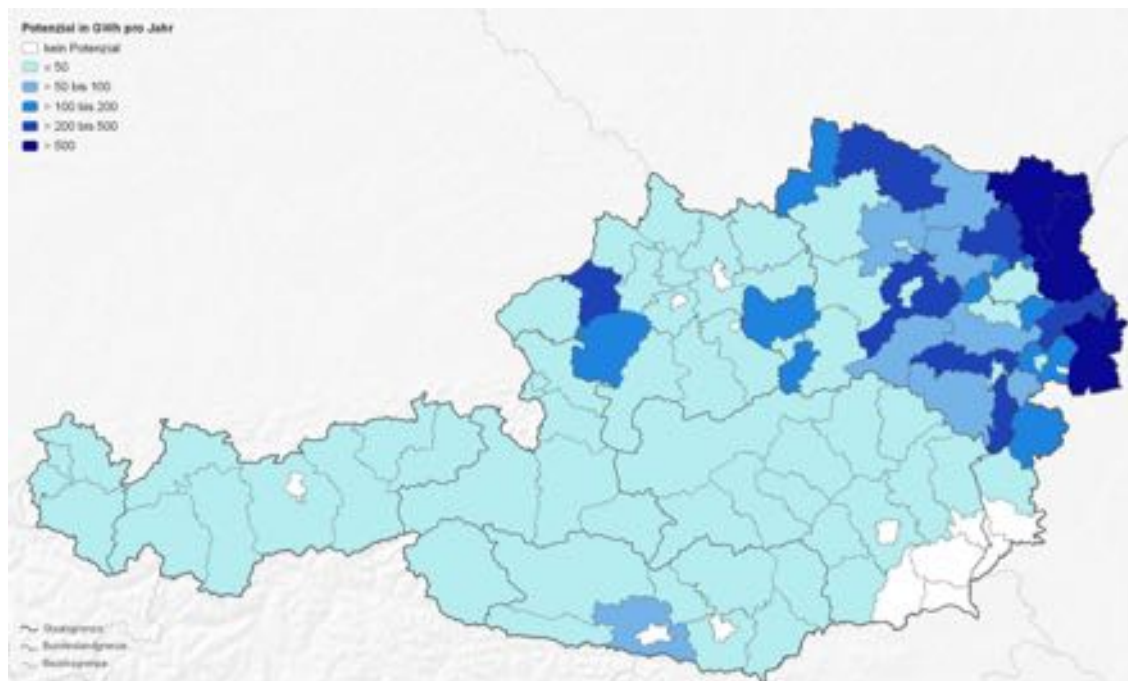 Potenzial in GWh pro Jahr
kein Potenzial
≤ 50
> 50 bis 100
> 100 bis 200
> 200 bis 500
> 500
Staatsgrenze
Bundeslandgrenze
Bezirksgrenze